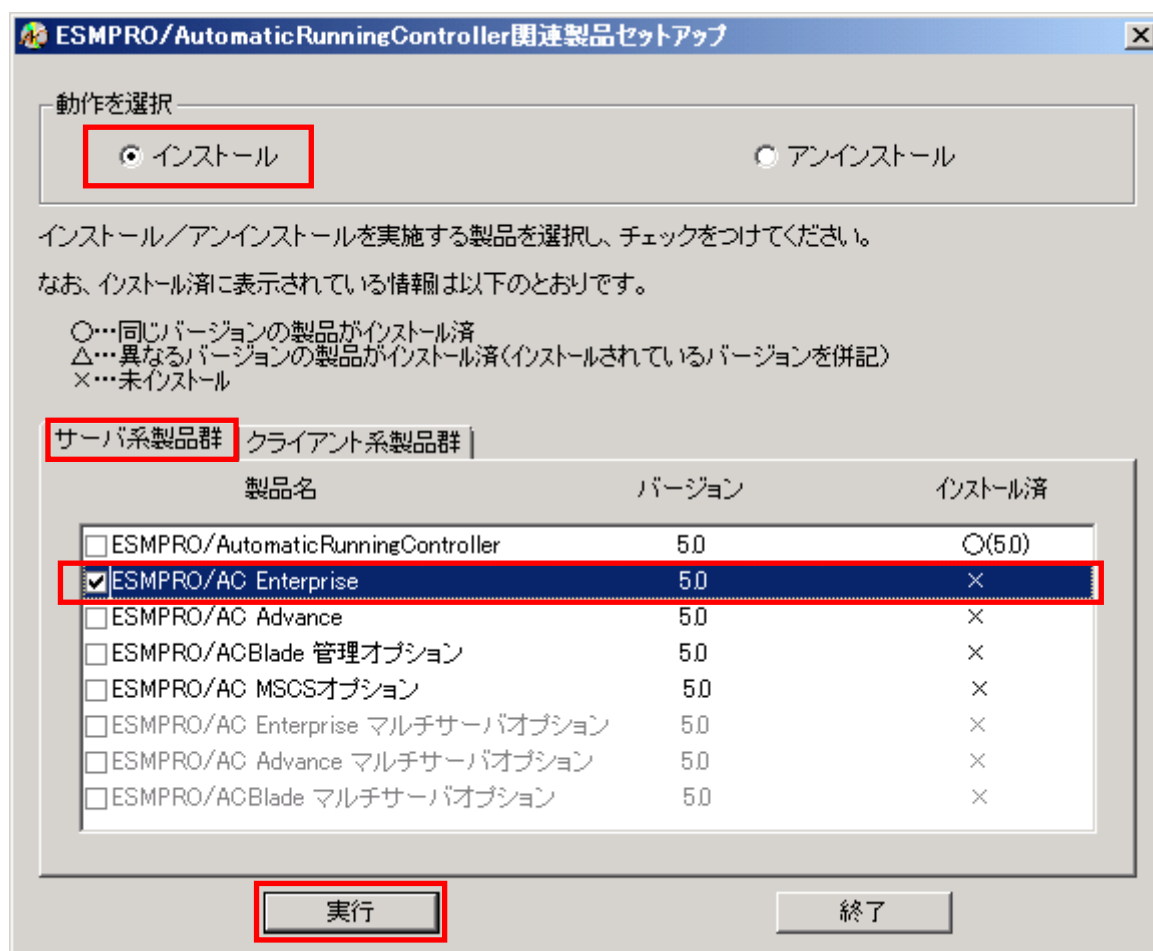 ESMPRO/AutomaticRunningController関連製品セットアップ
動作を選択
インストール アンインストール
インストール／アンインストールを実施する製品を選択し、チェックをつけてください。
なお、インストール済に表示されている情報は以下のとおりです。
○…同じバージョンの製品がインストール済
△…異なるバージョンの製品がインストール済(インストールされているバージョンを併記)
×…未インストール
サーバ系製品群 クライアント系製品群
製品名 バージョン インストール済
ESMPRO/AutomaticRunningController 5.0 ○(5.0)
ESMPRO/AC Enterprise 5.0 ×
ESMPRO/AC Advance 5.0 ×
ESMPRO/ACBlade 管理オプション 5.0 ×
ESMPRO/AC MSCSオプション 5.0 ×
ESMPRO/AC Enterprise マルチサーバオプション 5.0 ×
ESMPRO/AC Advance マルチサーバオプション 5.0 ×
ESMPRO/ACBlade マルチサーバオプション 5.0 ×
実行 終了